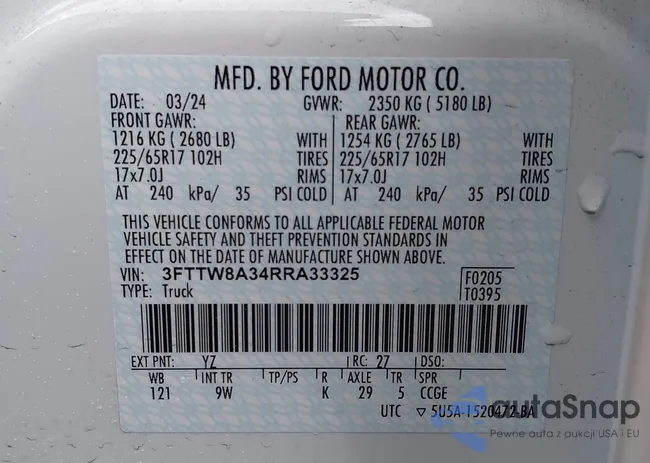 MFD. BY FORD MOTOR CO.
DATE: 03/24 GVWR: 2350 KG ( 5180 LB)
FRONT GAWR: REAR GAWR:
1216 KG ( 2680 LB) WITH 1254 KG ( 2765 LB) WITH
225/65R17 102H TIRES 225/65R17 102H TIRES
17x7.0J RIMS 17x7.0J RIMS
AT 240 kPa/ 35 PSI COLD AT 240 kPa/ 35 PSI COLD
THIS VEHICLE CONFORMS TO ALL APPLICABLE FEDERAL MOTOR
VEHICLE SAFETY AND THEFT PREVENTION STANDARDS IN
EFFECT ON THE DATE OF MANUFACTURE SHOWN ABOVE.
VIN: 3FTTW8A34RRA33325 F0205
TYPE: Truck T0395
EXT PNT: YZ RC: 27 DSO:
WB INT TR TP/PS R AXLE TR SPR
121 9W K 29 5 CCGE
UTC ▽ 5U5A-1520472-BA
autoSnap
Pewne auta z aukcji USA i EU